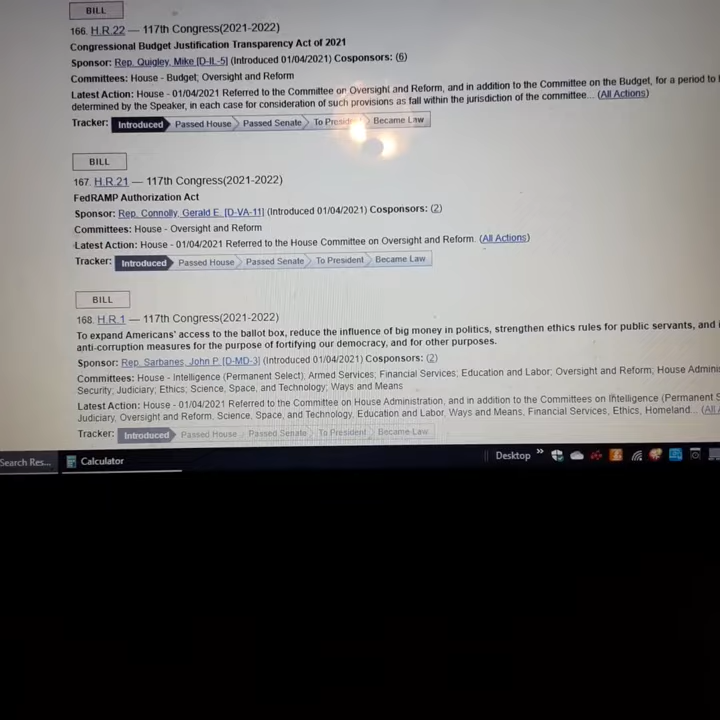 BILL
166. H.R.22 — 117th Congress(2021-2022)
Congressional Budget Justification Transparency Act of 2021
Sponsor: Rep. Quigley, Mike [D-IL-5] (Introduced 01/04/2021) Cosponsors: (6)
Committees: House - Budget; Oversight and Reform
Latest Action: House - 01/04/2021 Referred to the Committee on Oversight and Reform, and in addition to the Committee on the Budget, for a period to
determined by the Speaker, in each case for consideration of such provisions as fall within the jurisdiction of the committee... (All Actions)
Tracker: Introduced Passed House Passed Senate To Became Law
BILL
167. H.R.21 — 117th Congress(2021-2022)
FedRAMP Authorization Act
Sponsor: Rep. Connolly, Gerald E. [D-VA-11] (Introduced 01/04/2021) Cosponsors: (2)
Committees: House - Oversight and Reform
Latest Action: House - 01/04/2021 Referred to the House Committee on Oversight and Reform. (All Actions)
Tracker: Introduced Passed House Passed Senate To President Became Law
BILL
168. H.R.1 — 117th Congress(2021-2022)
To expand Americans' access to the ballot box, reduce the influence of big money in politics, strengthen ethics rules for public servants, and
anti-corruption measures for the purpose of fortifying our democracy, and for other purposes.
Sponsor: Rep. Sarbanes, John P. [D-MD-3] (Introduced 01/04/2021) Cosponsors: (2)
Committees: House - Intelligence (Permanent Select); Armed Services; Financial Services; Education and Labor; Oversight and Reform; House Adminis
Security; Judiciary; Ethics; Science, Space, and Technology; Ways and Means
Latest Action: House - 01/04/2021 Referred to the Committee on House Administration, and in addition to the Committees on Intelligence (Permanent S
Judiciary, Oversight and Reform, Science, Space, and Technology, Education and Labor, Ways and Means, Financial Services, Ethics, Homeland... (All
Tracker: Introduced Passed House Passed Senate To President Became Law
Search Res... Calculator Desktop »